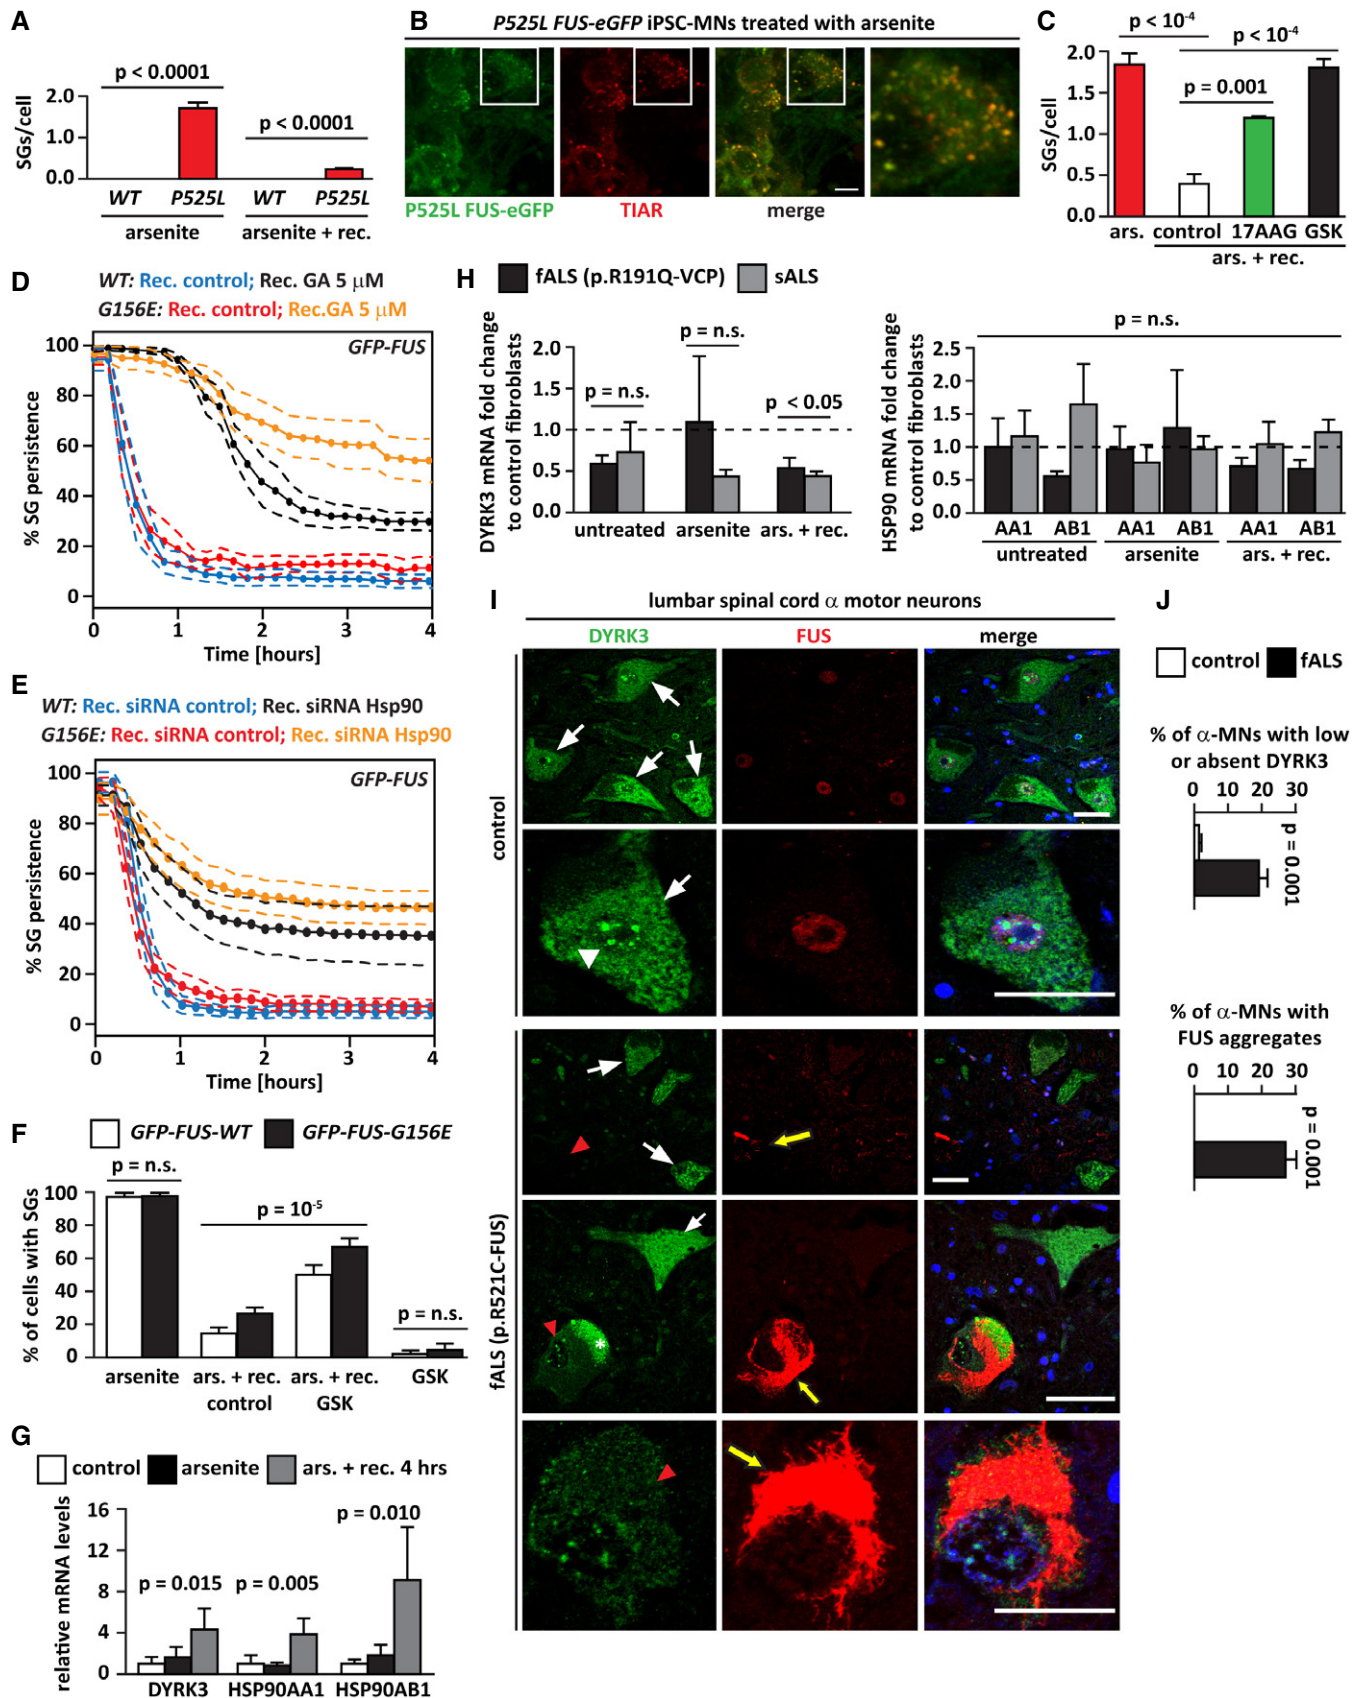 A
p < 0.0001
p < 0.0001
SGs/cell
2.0
1.0
0.0
WT P525L WT P525L
arsenite arsenite + rec.
B
P525L FUS-eGFP iPSC-MNs treated with arsenite
P525L FUS-eGFP TIAR merge
C
p < 10-4
p < 10-4
p = 0.001
SGs/cell
2.0
1.5
1.0
0.5
0.0
ars. control 17AAG GSK
ars. + rec.
D
WT: Rec. control; Rec. GA 5 µM
G156E: Rec. control; Rec.GA 5 µM
GFP-FUS
% SG persistence
100
80
60
40
20
0
0 1 2 3 4
Time [hours]
E
WT: Rec. siRNA control; Rec. siRNA Hsp90
G156E: Rec. siRNA control; Rec. siRNA Hsp90
GFP-FUS
% SG persistence
100
80
60
40
20
0
0 1 2 3 4
Time [hours]
F
GFP-FUS-WT GFP-FUS-G156E
p = n.s.
p = 10-5
p = n.s.
% of cells with SGs
100
80
60
40
20
0
arsenite ars. + rec. ars. + rec. GSK
control GSK
G
control arsenite ars. + rec. 4 hrs
p = 0.010
p = 0.015 p = 0.005
relative mRNA levels
16
12
8
4
0
DYRK3 HSP90AA1 HSP90AB1
H
fALS (p.R191Q-VCP) sALS
DYRK3 mRNA fold change
to control fibroblasts
2.0
1.5
1.0
0.5
0.0
p = n.s.
p = n.s.
p < 0.05
untreated arsenite ars. + rec.
HSP90 mRNA fold change
to control fibroblasts
p = n.s.
2.5
2.0
1.5
1.0
0.5
0.0
AA1 AB1 AA1 AB1 AA1 AB1
untreated arsenite ars. + rec.
I
lumbar spinal cord α motor neurons
DYRK3 FUS merge
control
fALS (p.R521C-FUS)
*
J
control fALS
% of α-MNs with low
or absent DYRK3
0 10 20 30
p = 0.001
% of α-MNs with
FUS aggregates
0 10 20 30
p = 0.001